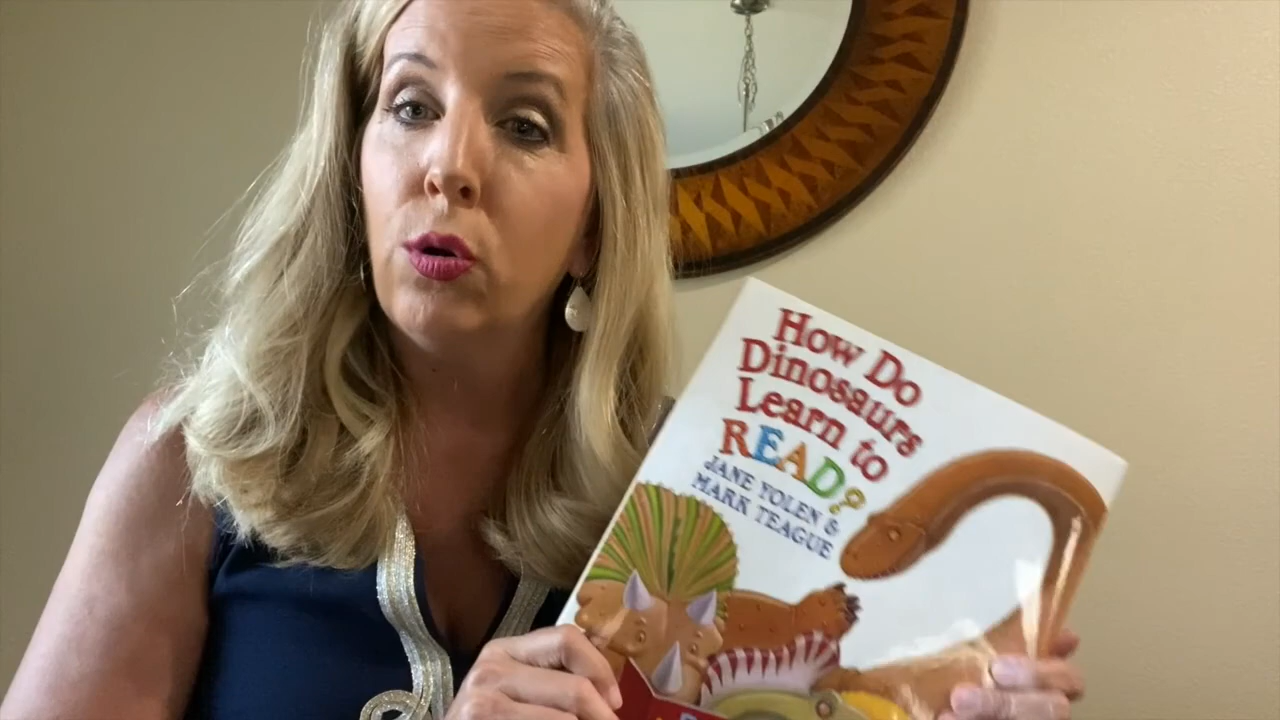 How Do
Dinosaurs
Learn to
READ?
JANE YOLEN &
MARK TEAGUE